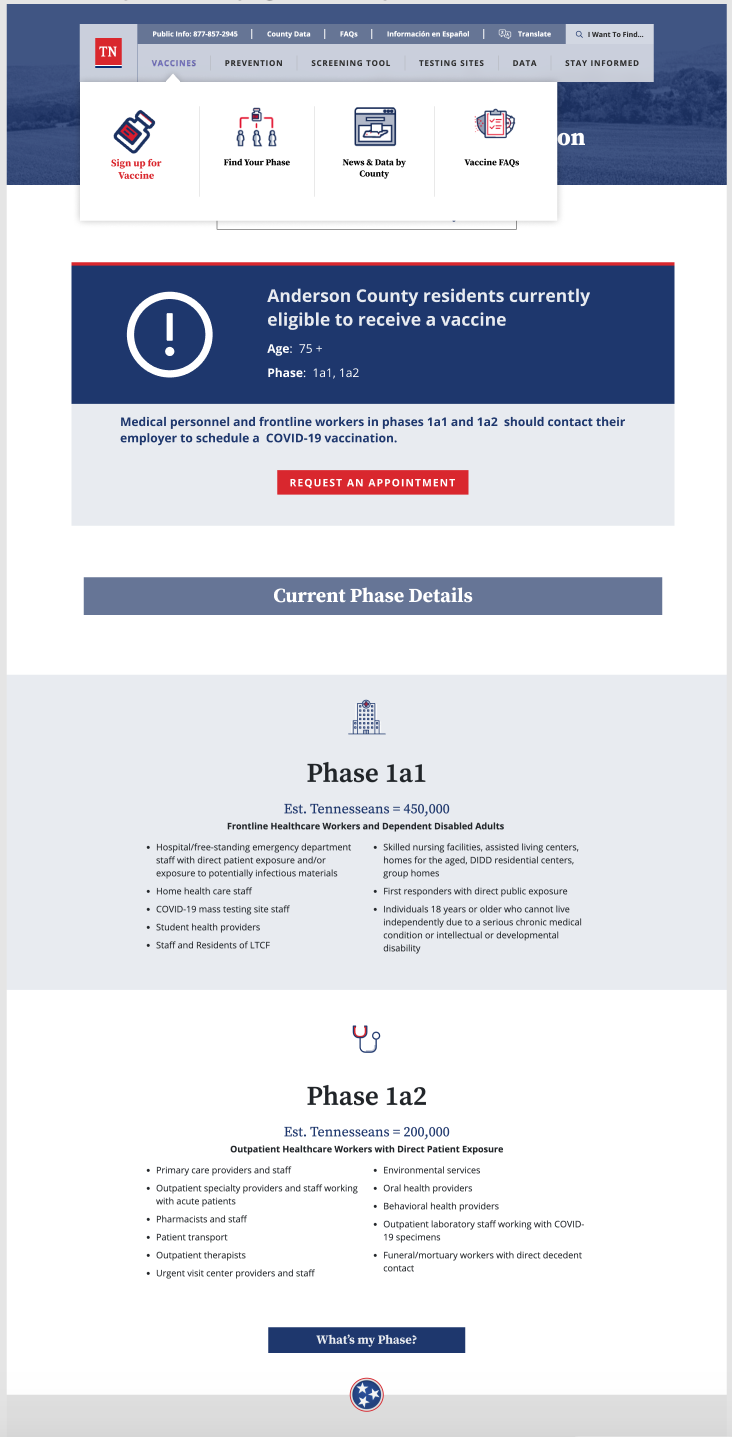 Public Info: 877-857-2945 | County Data | FAQs | Información en Español | Translate I Want To Find...
TN
VACCINES PREVENTION SCREENING TOOL TESTING SITES DATA STAY INFORMED
on
Sign up for
Vaccine
Find Your Phase
News & Data by
County
Vaccine FAQs
Anderson County residents currently
eligible to receive a vaccine
Age: 75 +
Phase: 1a1, 1a2
Medical personnel and frontline workers in phases 1a1 and 1a2 should contact their
employer to schedule a COVID-19 vaccination.
REQUEST AN APPOINTMENT
Current Phase Details
Phase 1a1
Est. Tennesseans = 450,000
Frontline Healthcare Workers and Dependent Disabled Adults
• Hospital/free-standing emergency department
staff with direct patient exposure and/or
exposure to potentially infectious materials
• Home health care staff
• COVID-19 mass testing site staff
• Student health providers
• Staff and Residents of LTCF
• Skilled nursing facilities, assisted living centers,
homes for the aged, DIDD residential centers,
group homes
• First responders with direct public exposure
• Individuals 18 years or older who cannot live
independently due to a serious chronic medical
condition or intellectual or developmental
disability
Phase 1a2
Est. Tennesseans = 200,000
Outpatient Healthcare Workers with Direct Patient Exposure
• Primary care providers and staff
• Outpatient specialty providers and staff working
with acute patients
• Pharmacists and staff
• Patient transport
• Outpatient therapists
• Urgent visit center providers and staff
• Environmental services
• Oral health providers
• Behavioral health providers
• Outpatient laboratory staff working with COVID-
19 specimens
• Funeral/mortuary workers with direct decedent
contact
What's my Phase?